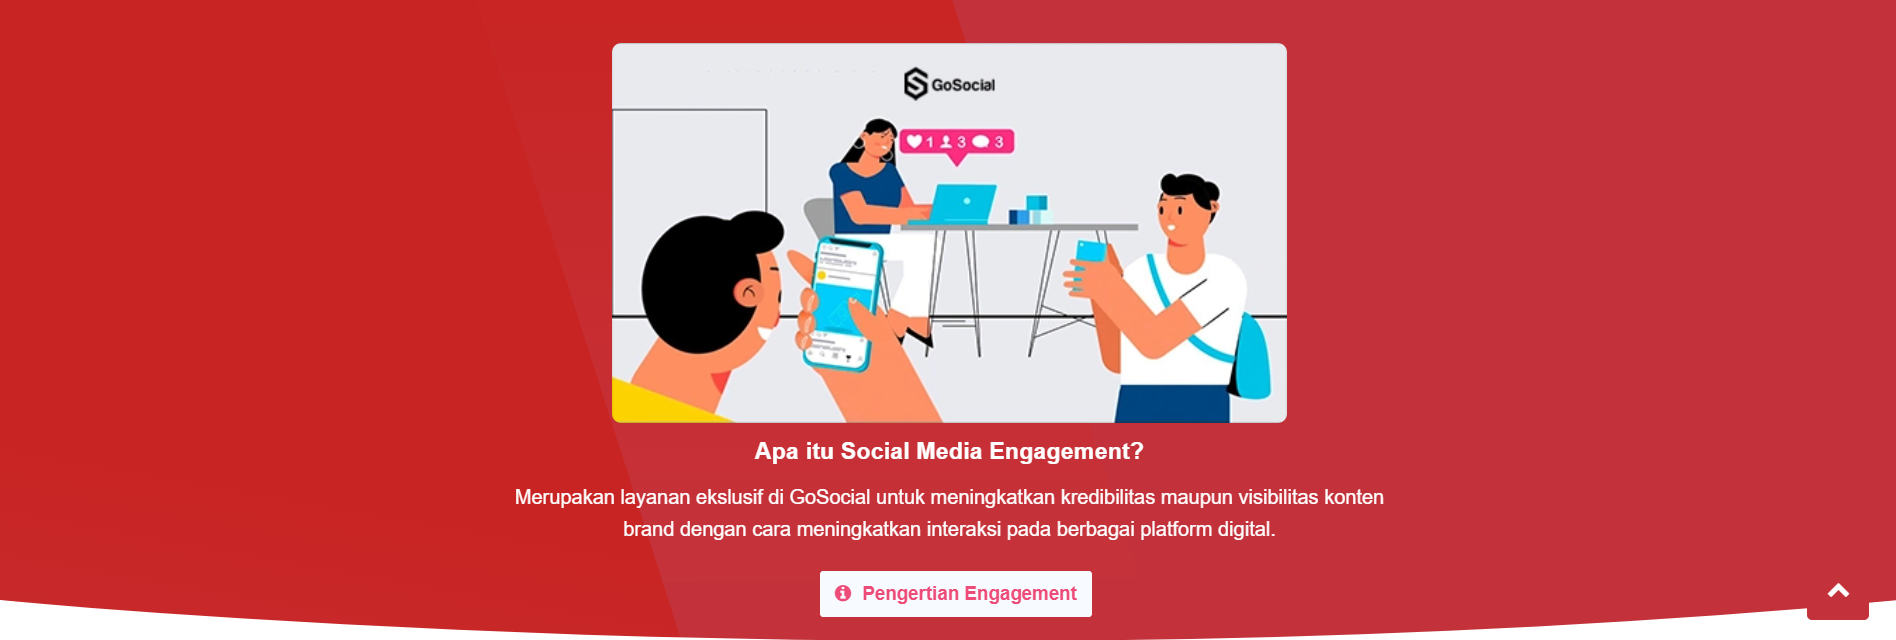 GoSocial
1 3 3
Apa itu Social Media Engagement?
Merupakan layanan ekslusif di GoSocial untuk meningkatkan kredibilitas maupun visibilitas konten
brand dengan cara meningkatkan interaksi pada berbagai platform digital.
Pengertian Engagement